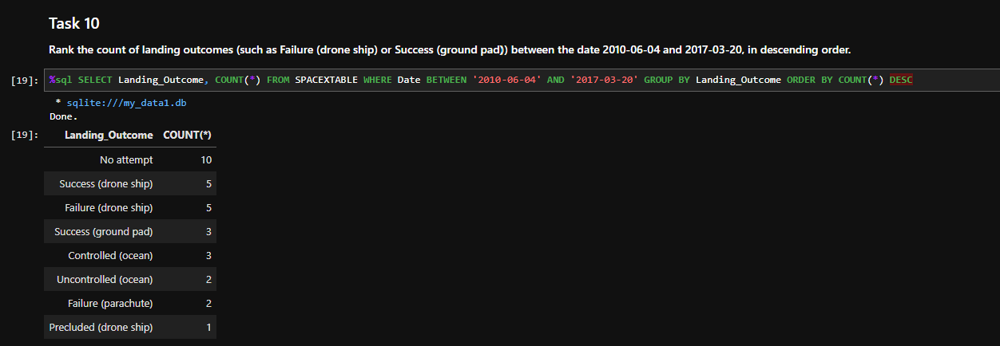 Task 10
Rank the count of landing outcomes (such as Failure (drone ship) or Success (ground pad)) between the date 2010-06-04 and 2017-03-20, in descending order.
[19]: %sql SELECT Landing_Outcome, COUNT(*) FROM SPACEXTABLE WHERE Date BETWEEN '2010-06-04' AND '2017-03-20' GROUP BY Landing_Outcome ORDER BY COUNT(*) DESC
* sqlite:///my_data1.db
Done.
[19]: Landing_Outcome COUNT(*)
No attempt 10
Success (drone ship) 5
Failure (drone ship) 5
Success (ground pad) 3
Controlled (ocean) 3
Uncontrolled (ocean) 2
Failure (parachute) 2
Precluded (drone ship) 1